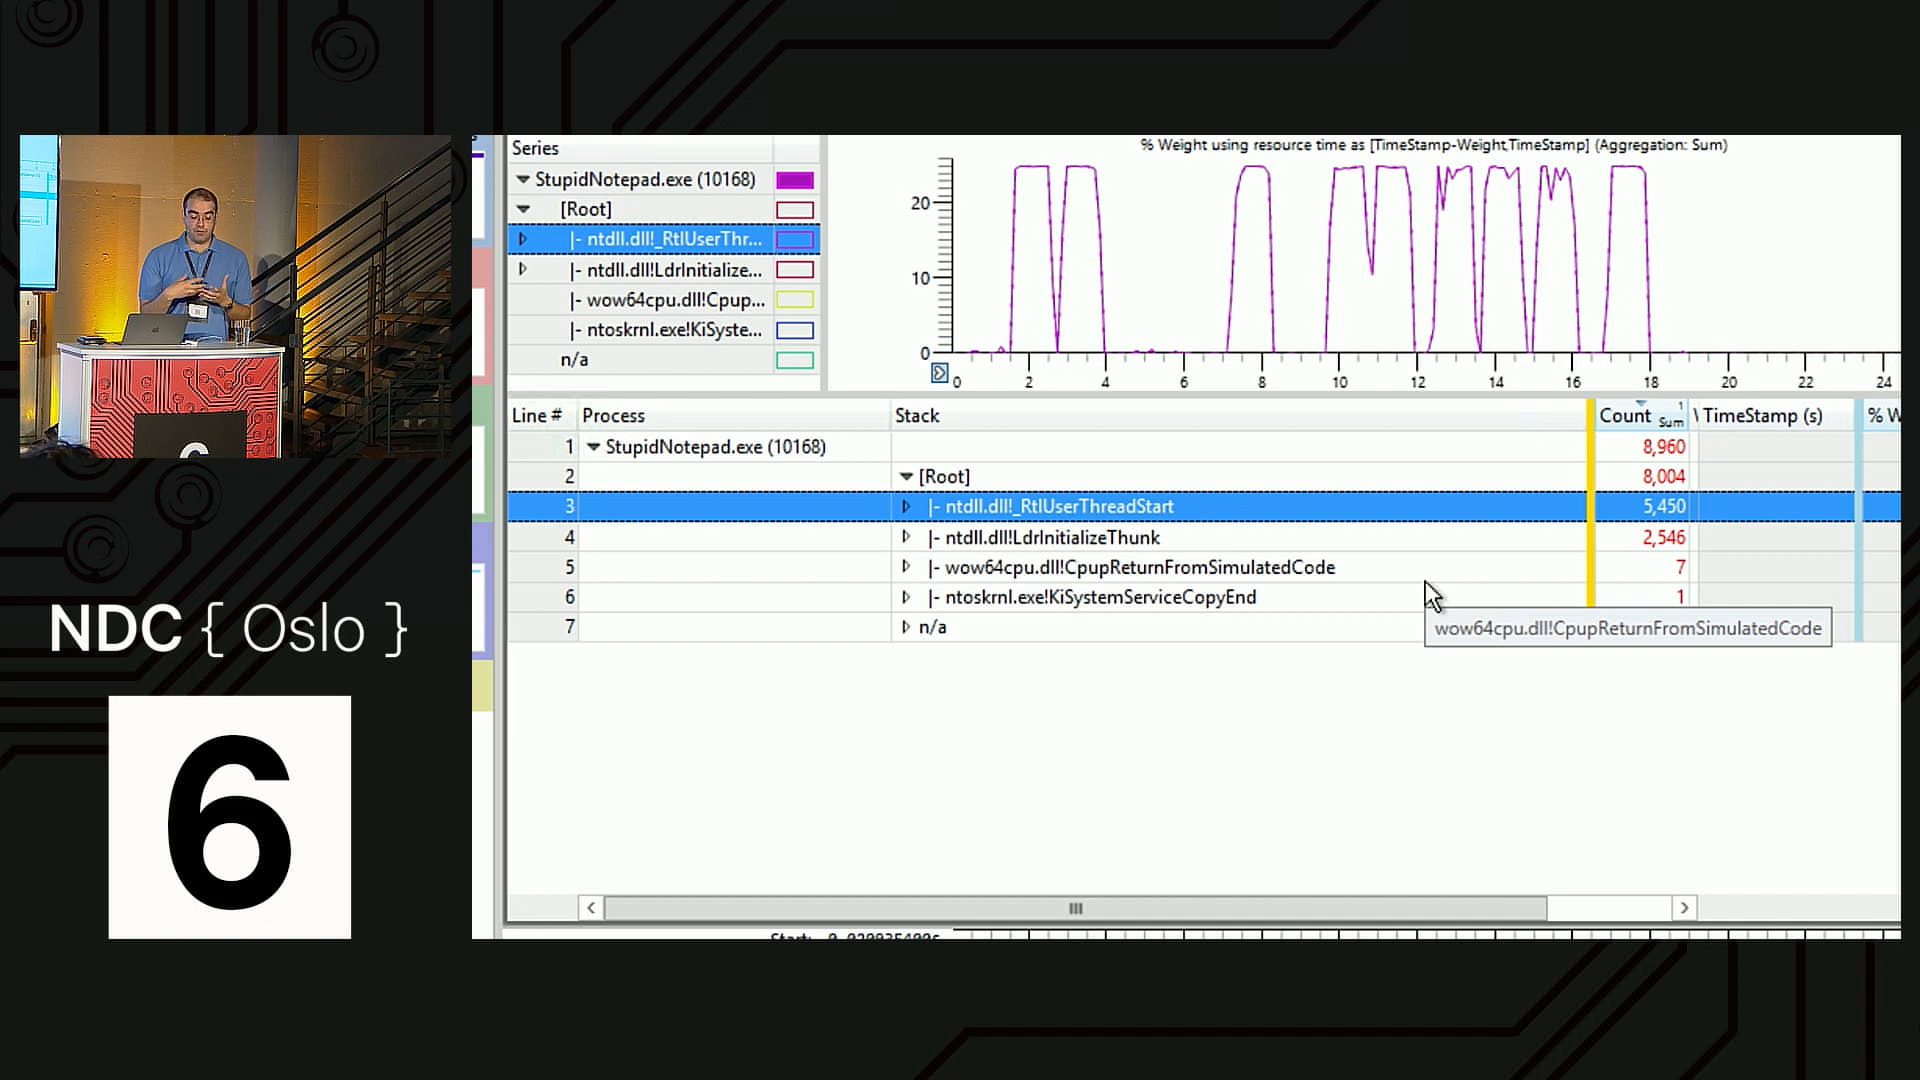 Series
StupidNotepad.exe (10168)
[Root]
|- ntdll.dll!_RtlUserThr...
|- ntdll.dll!LdrInitialize...
|- wow64cpu.dll!Cpup...
|- ntoskrnl.exe!KiSyste...
n/a
% Weight using resource time as [TimeStamp-Weight,TimeStamp] (Aggregation: Sum)
20
10
0
0 2 4 6 8 10 12 14 16 18 20 22 24
Line # Process Stack Count 1 Sum TimeStamp (s) % W
1 StupidNotepad.exe (10168) 8,960
2 [Root] 8,004
3 |- ntdll.dll!_RtlUserThreadStart 5,450
4 |- ntdll.dll!LdrInitializeThunk 2,546
5 |- wow64cpu.dll!CpupReturnFromSimulatedCode 7
6 |- ntoskrnl.exe!KiSystemServiceCopyEnd 1
7 n/a
wow64cpu.dll!CpupReturnFromSimulatedCode
NDC { Oslo }
6